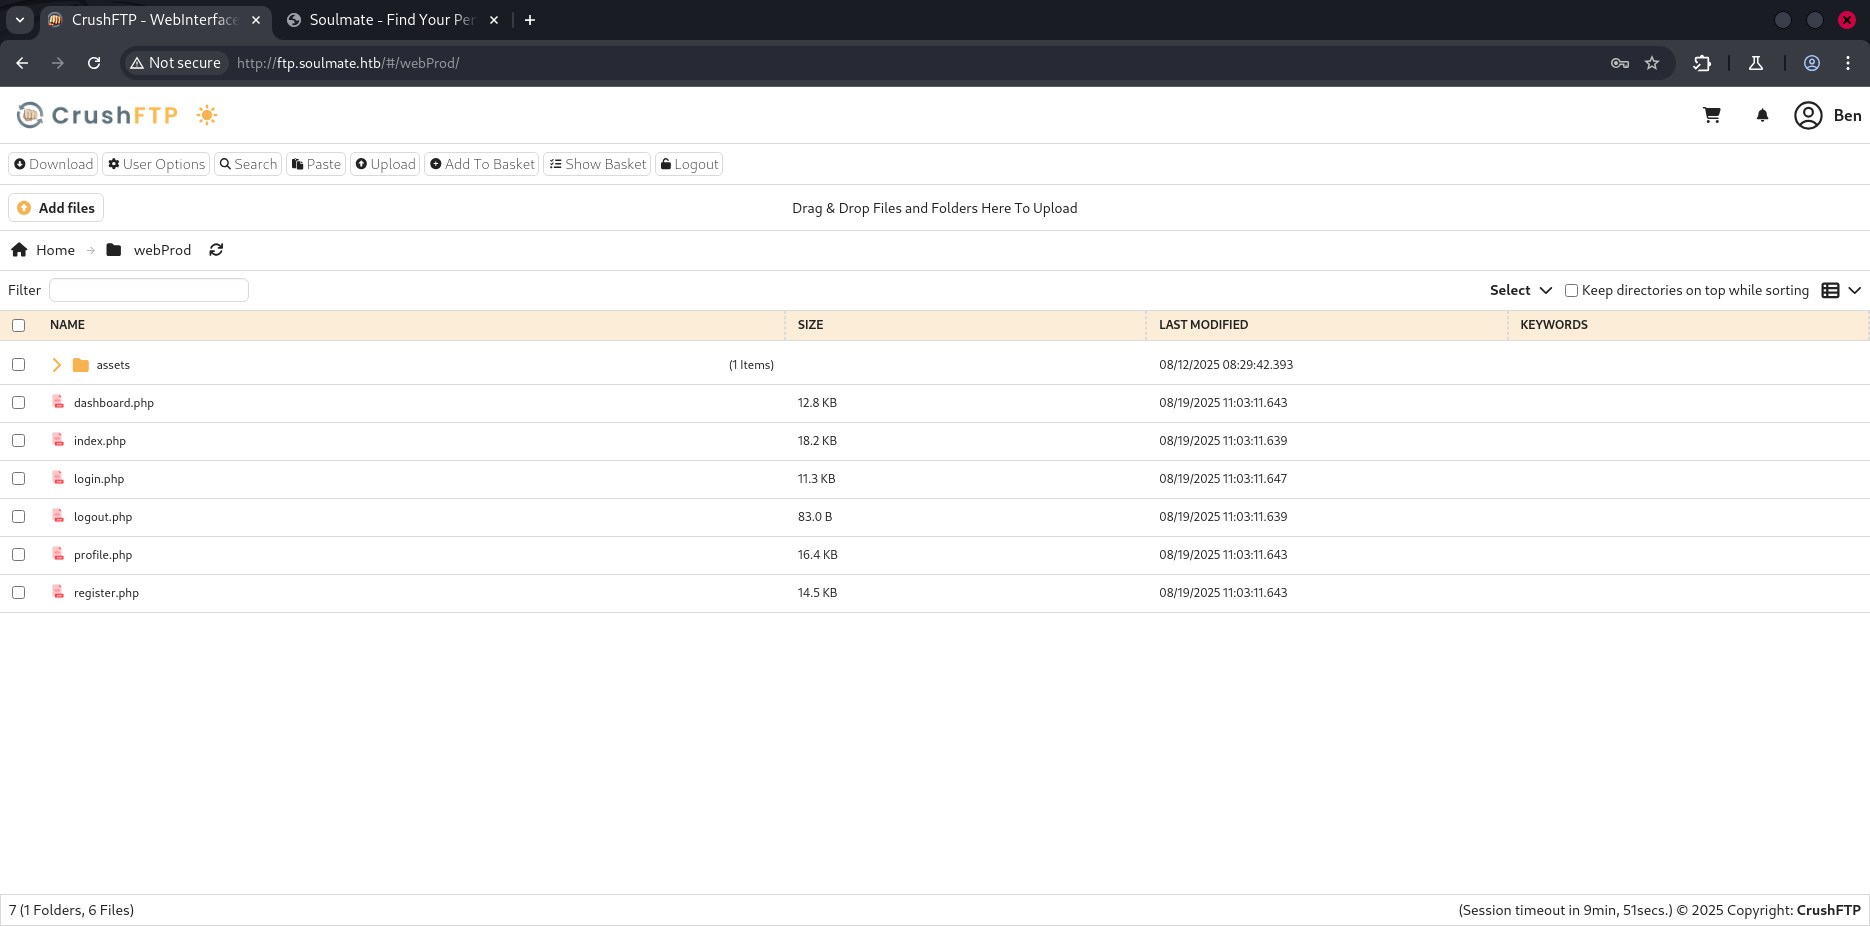 CrushFTP - WebInterface
Soulmate - Find Your Per
Not secure
http://ftp.soulmate.htb/#/webProd/
CrushFTP
Ben
Download
User Options
Search
Paste
Upload
Add To Basket
Show Basket
Logout
Add files
Drag & Drop Files and Folders Here To Upload
Home
webProd
Filter
Select
Keep directories on top while sorting
NAME SIZE LAST MODIFIED KEYWORDS
assets (1 Items) 08/12/2025 08:29:42.393
dashboard.php 12.8 KB 08/19/2025 11:03:11.643
index.php 18.2 KB 08/19/2025 11:03:11.639
login.php 11.3 KB 08/19/2025 11:03:11.647
logout.php 83.0 B 08/19/2025 11:03:11.639
profile.php 16.4 KB 08/19/2025 11:03:11.643
register.php 14.5 KB 08/19/2025 11:03:11.643
7 (1 Folders, 6 Files)
(Session timeout in 9min, 51secs.) © 2025 Copyright: CrushFTP